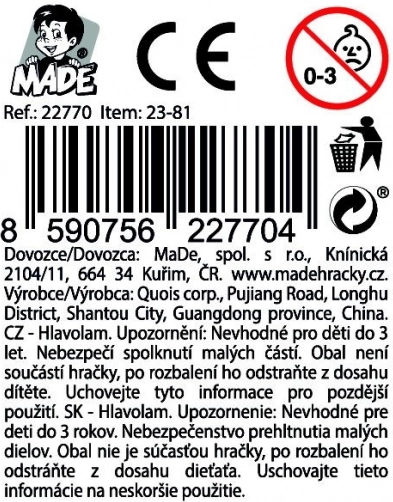 MADE
CE
0-3
Ref.: 22770 Item: 23-81
8 590756 227704
®
Dovozce/Dovozca: MaDe, spol. s r.o., Knínická
2104/11, 664 34 Kuřim, ČR. www.madehracky.cz.
Výrobce/Výrobca: Quois corp., Pujiang Road, Longhu
District, Shantou City, Guangdong province, China.
CZ - Hlavolam. Upozornění: Nevhodné pro děti do 3
let. Nebezpečí spolknutí malých částí. Obal není
součástí hračky, po rozbalení ho odstraňte z dosahu
dítěte. Uchovejte tyto informace pro pozdější
použití. SK - Hlavolam. Upozornenie: Nevhodné pre
deti do 3 rokov. Nebezpečenstvo prehltnutia malých
dielov. Obal nie je súčasťou hračky, po rozbalení ho
odstráňte z dosahu dieťaťa. Uschovajte tieto
informácie na neskoršie použitie.